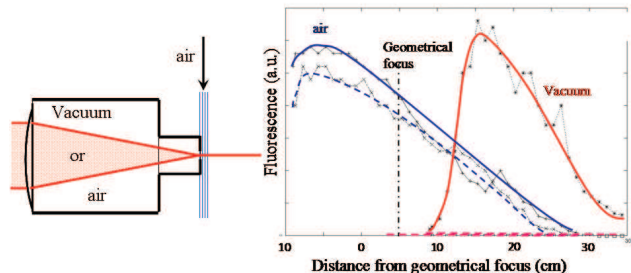 air
Vacuum
or
air
Fluorescence (a.u.)
air
Geometrical
focus
Vacuum
10 0 10 20 30
Distance from geometrical focus (cm)